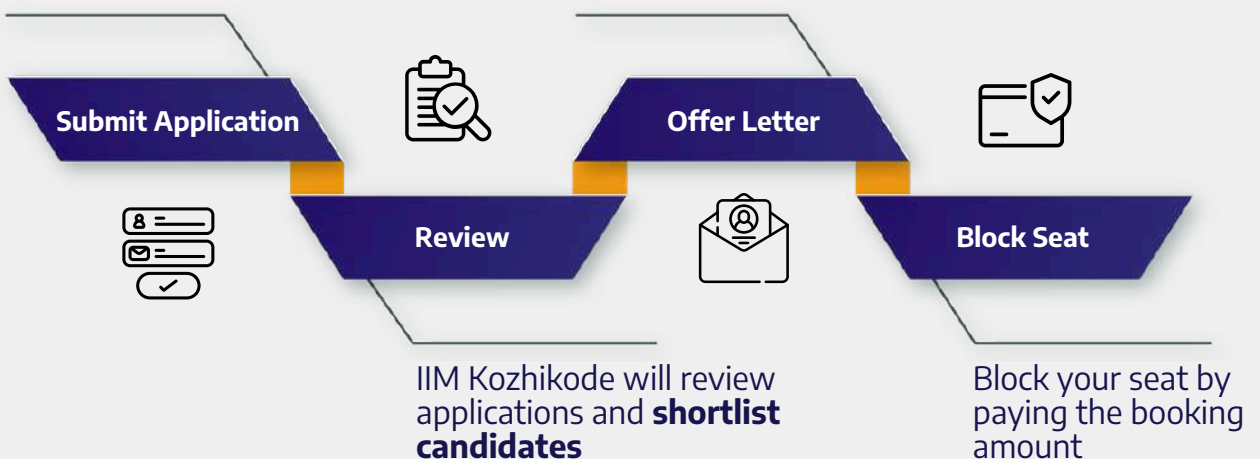 Submit Application
Review
IIM Kozhikode will review
applications and shortlist
candidates
Offer Letter
Block Seat
Block your seat by
paying the booking
amount